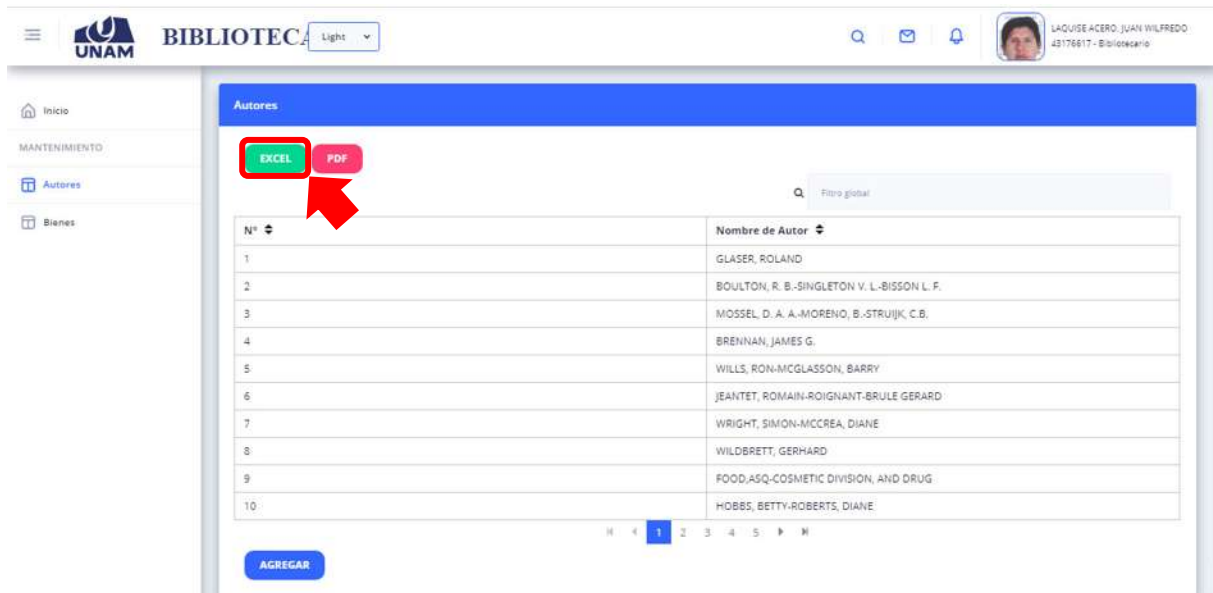 UNAM
BIBLIOTECA
Light
LAQUISE ACERO, JUAN WILFREDO
43176617 - Bibliotecario
Inicio
MANTENIMIENTO
Autores
Bienes
Autores
EXCEL PDF
Filtro global
N° Nombre de Autor
1 GLASER, ROLAND
2 BOULTON, R. B.-SINGLETON V. L.-BISSON L. F.
3 MOSSEL, D. A. A.-MORENO, B.-STRUIJK, C.B.
4 BRENNAN, JAMES G.
5 WILLS, RON-MCGLASSON, BARRY
6 JEANTET, ROMAIN-ROIGNANT-BRULE GERARD
7 WRIGHT, SIMON-MCCREA, DIANE
8 WILDBRETT, GERHARD
9 FOOD,ASQ-COSMETIC DIVISION, AND DRUG
10 HOBBS, BETTY-ROBERTS, DIANE
1 2 3 4 5
AGREGAR